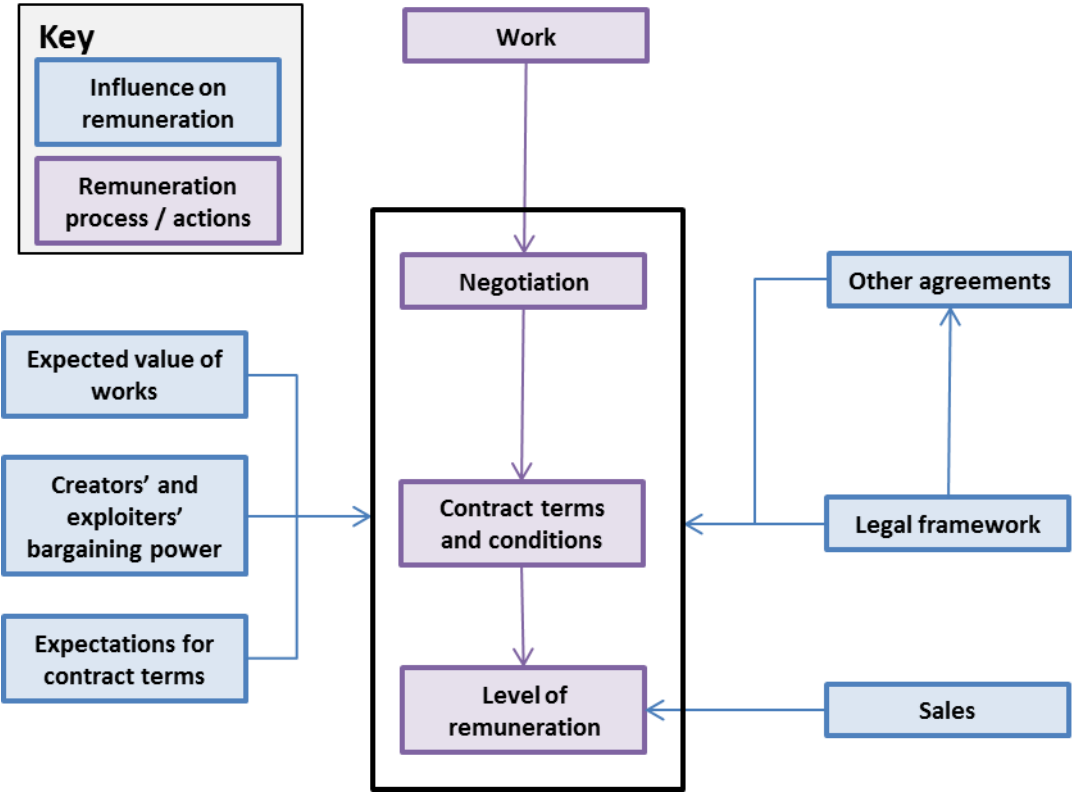 Key
Influence on
remuneration
Remuneration
process / actions
Work
Negotiation
Other agreements
Expected value of
works
Creators’ and
exploiters’
bargaining power
Contract terms
and conditions
Legal framework
Expectations for
contract terms
Level of
remuneration
Sales